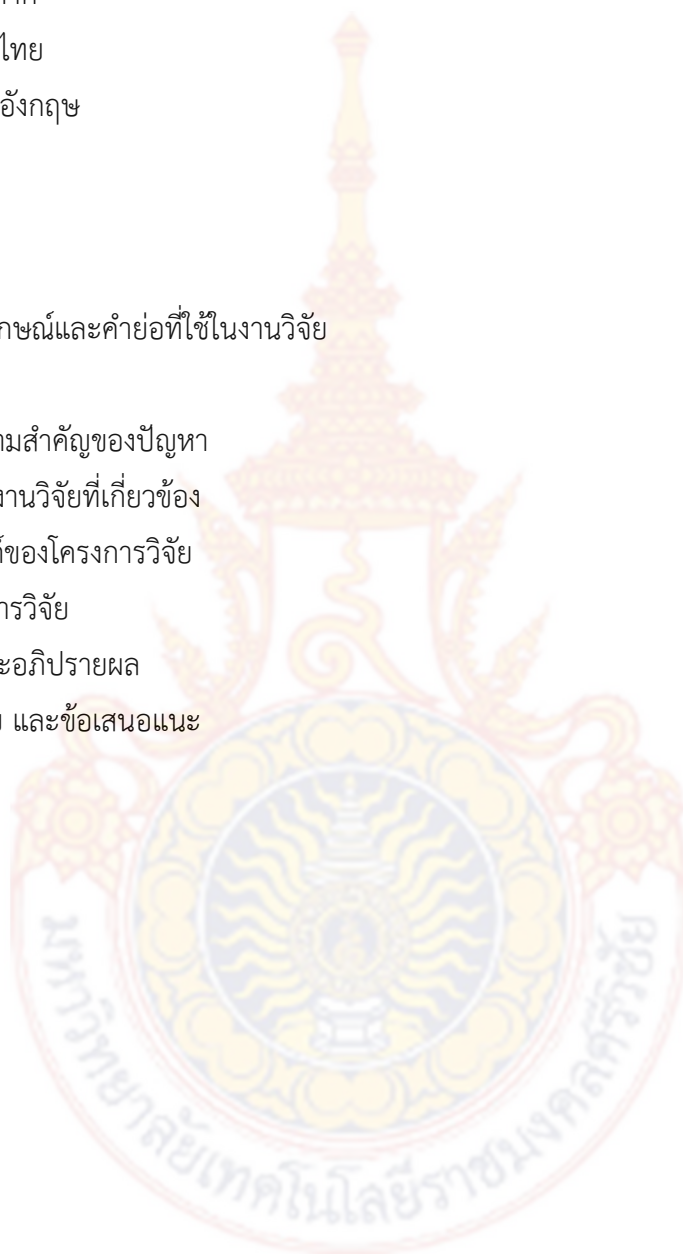 ไทย
อังกฤษ
กษณ์และคำย่อที่ใช้ในงานวิจัย
ามสำคัญของปัญหา
งานวิจัยที่เกี่ยวข้อง
ค์ของโครงการวิจัย
ารวิจัย
ะอภิปรายผล
และข้อเสนอแนะ
มหาวิทยาลัยเทคโนโลยีราชมงคลศรีวิชัย